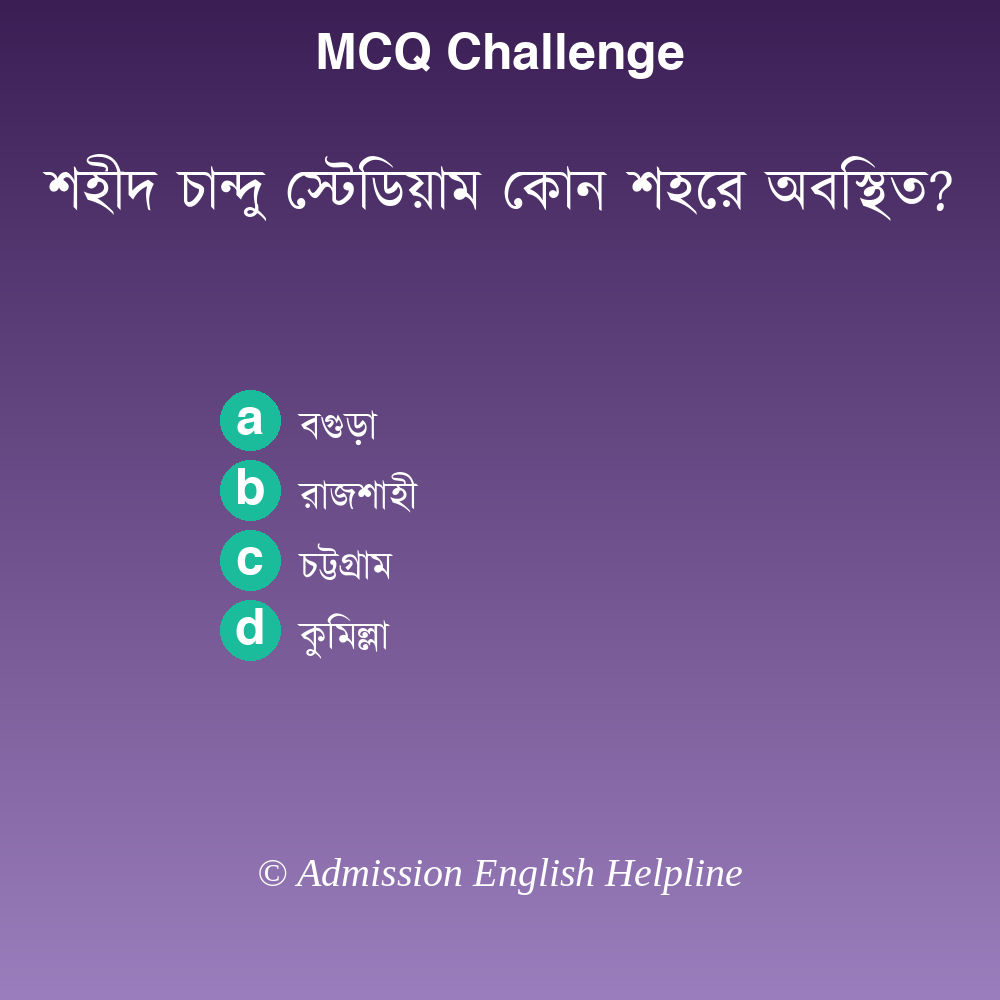 MCQ Challenge
শহীদ চান্দু স্টেডিয়াম কোন শহরে অবস্থিত?
a বগুড়া
b রাজশাহী
c চট্টগ্রাম
d কুমিল্লা
© Admission English Helpline